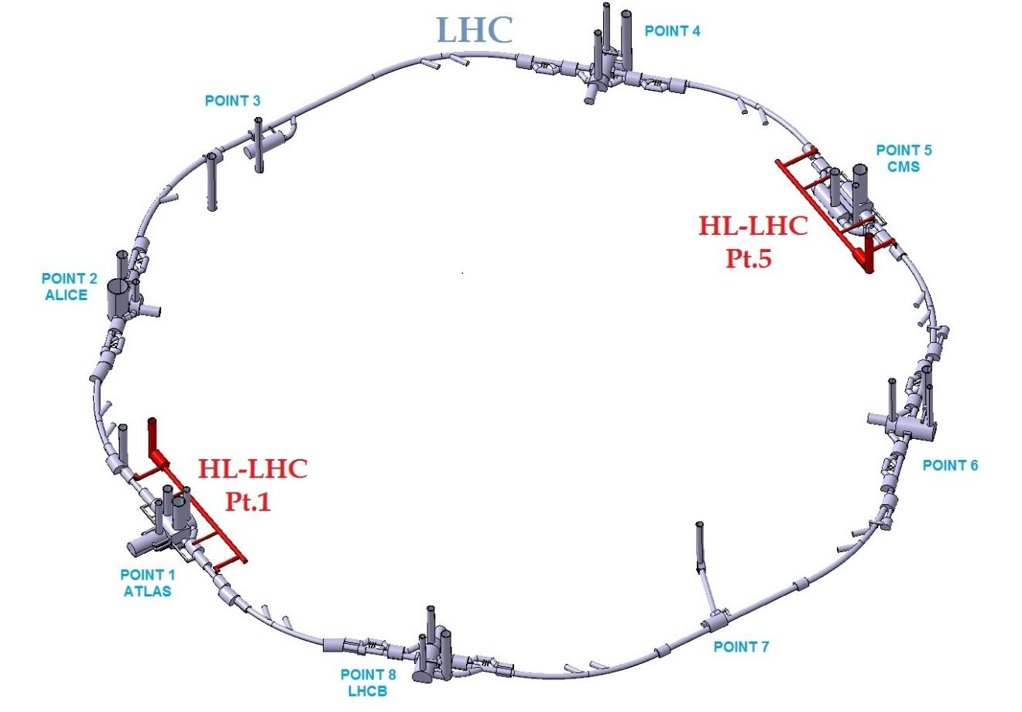 LHC
POINT 4
POINT 3
POINT 5
CMS
HL-LHC
Pt.5
POINT 2
ALICE
HL-LHC
Pt.1
POINT 6
POINT 1
ATLAS
POINT 7
POINT 8
LHCB